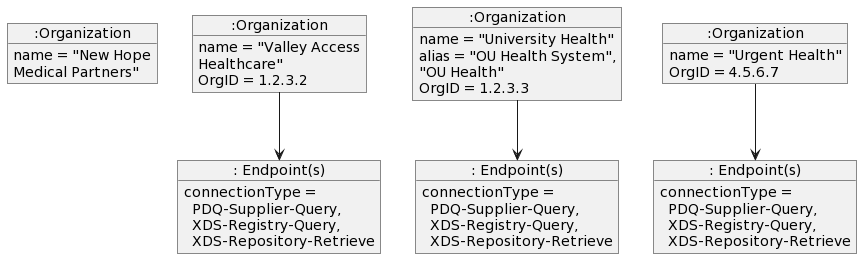 :Organization
name = "New Hope
Medical Partners"
:Organization
name = "Valley Access
Healthcare"
OrgID = 1.2.3.2
:Organization
name = "University Health"
alias = "OU Health System",
"OU Health"
OrgID = 1.2.3.3
:Organization
name = "Urgent Health"
OrgID = 4.5.6.7
: Endpoint(s)
connectionType =
PDQ-Supplier-Query,
XDS-Registry-Query,
XDS-Repository-Retrieve
: Endpoint(s)
connectionType =
PDQ-Supplier-Query,
XDS-Registry-Query,
XDS-Repository-Retrieve
: Endpoint(s)
connectionType =
PDQ-Supplier-Query,
XDS-Registry-Query,
XDS-Repository-Retrieve